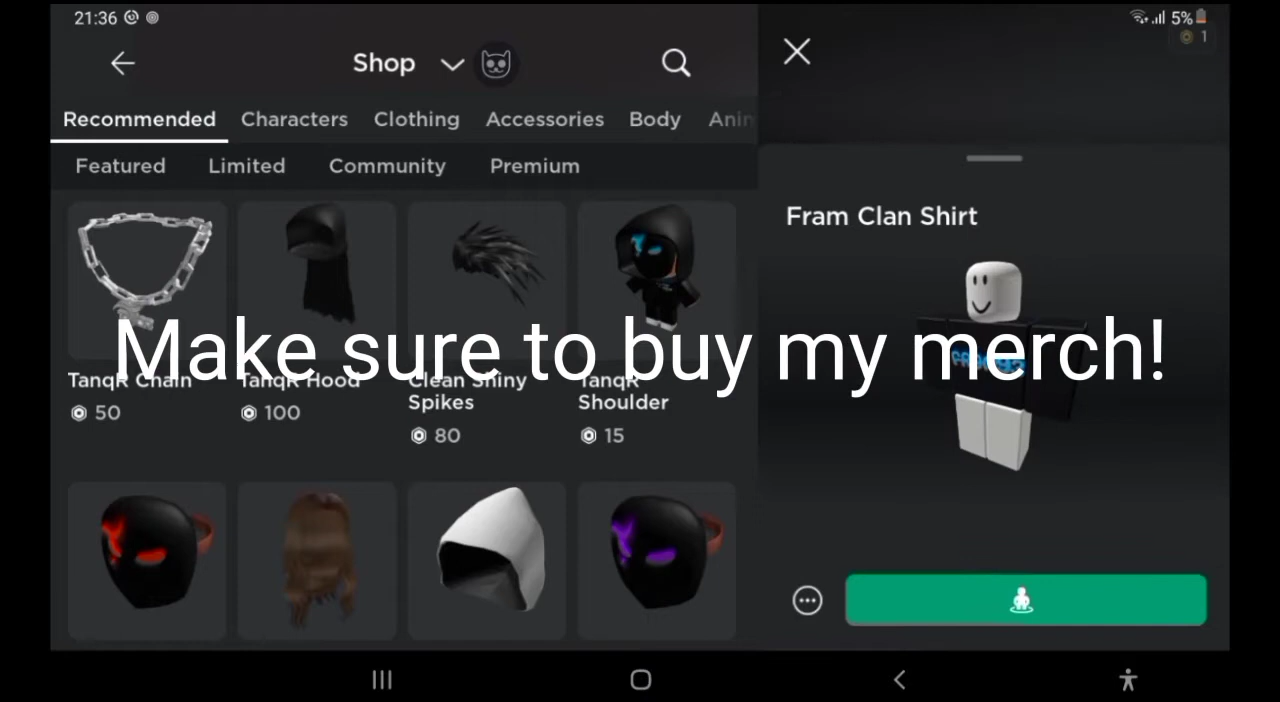 21:36
5%
1
Shop
Recommended Characters Clothing Accessories Body Anim
Featured Limited Community Premium
Fram Clan Shirt
Make sure to buy my merch!
TanqR Chain
50
TanqR Hood
100
Clean Shiny
Spikes
80
TanqR
Shoulder
15